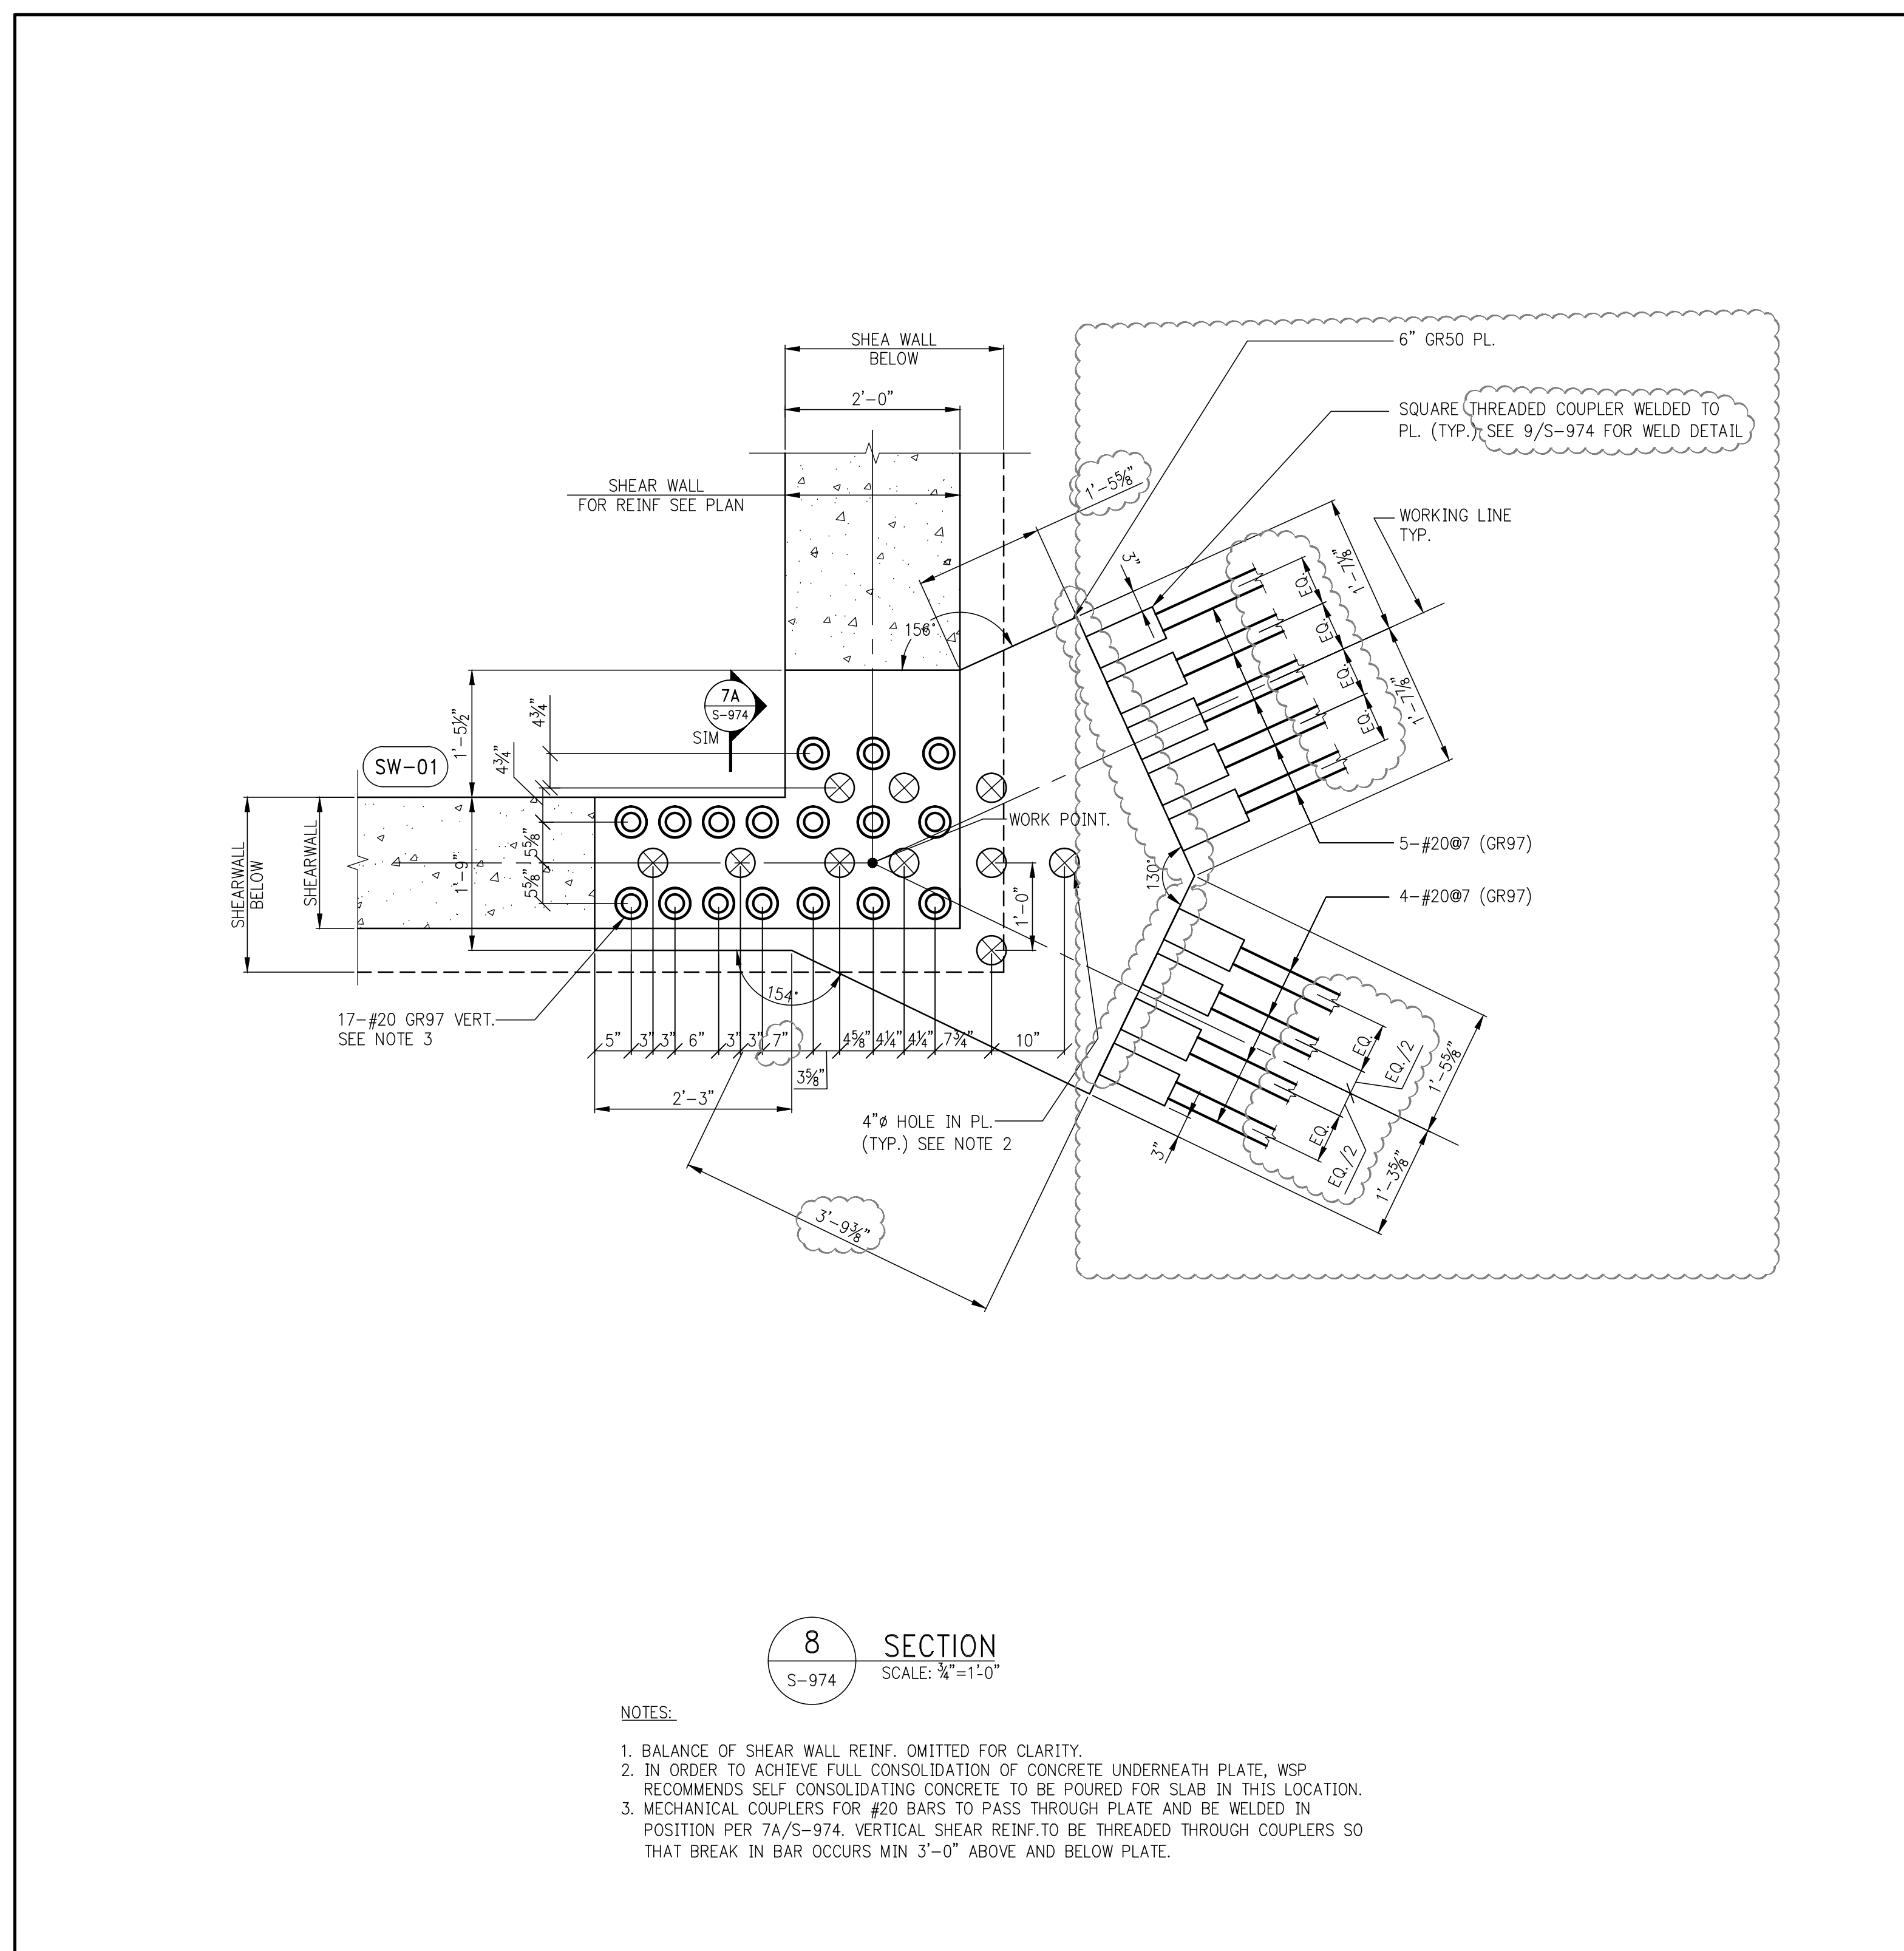 SHEA WALL
BELOW
2'-0"
6" GR50 PL.
SQUARE THREADED COUPLER WELDED TO
PL. (TYP.) SEE 9/S-974 FOR WELD DETAIL
SHEAR WALL
FOR REINF SEE PLAN
1'-5⅝"
WORKING LINE
TYP.
3"
1'-7⅞"
EQ.
EQ.
EQ.
EQ.
1'-7⅞"
156°
7A
S-974
SIM
4¾"
1'-5½"
4¾"
SW-01
WORK POINT.
5⅝"
5⅝"
1'-9"
SHEARWALL
BELOW
SHEARWALL
130°
1'-0"
5-#20@7 (GR97)
4-#20@7 (GR97)
154°
17-#20 GR97 VERT.
SEE NOTE 3
5" 3" 3" 6" 3" 3" 7" 4⅝" 4¼" 4¼" 7¾" 10"
3⅝"
2'-3"
EQ.
EQ./2
1'-5⅝"
4"ø HOLE IN PL.
(TYP.) SEE NOTE 2
3"
EQ.
EQ./2
1'-3⅝"
3'-9⅜"
8
S-974
SECTION
SCALE: ¾"=1'-0"
NOTES:
1. BALANCE OF SHEAR WALL REINF. OMITTED FOR CLARITY.
2. IN ORDER TO ACHIEVE FULL CONSOLIDATION OF CONCRETE UNDERNEATH PLATE, WSP
RECOMMENDS SELF CONSOLIDATING CONCRETE TO BE POURED FOR SLAB IN THIS LOCATION.
3. MECHANICAL COUPLERS FOR #20 BARS TO PASS THROUGH PLATE AND BE WELDED IN
POSITION PER 7A/S-974. VERTICAL SHEAR REINF.TO BE THREADED THROUGH COUPLERS SO
THAT BREAK IN BAR OCCURS MIN 3'-0" ABOVE AND BELOW PLATE.